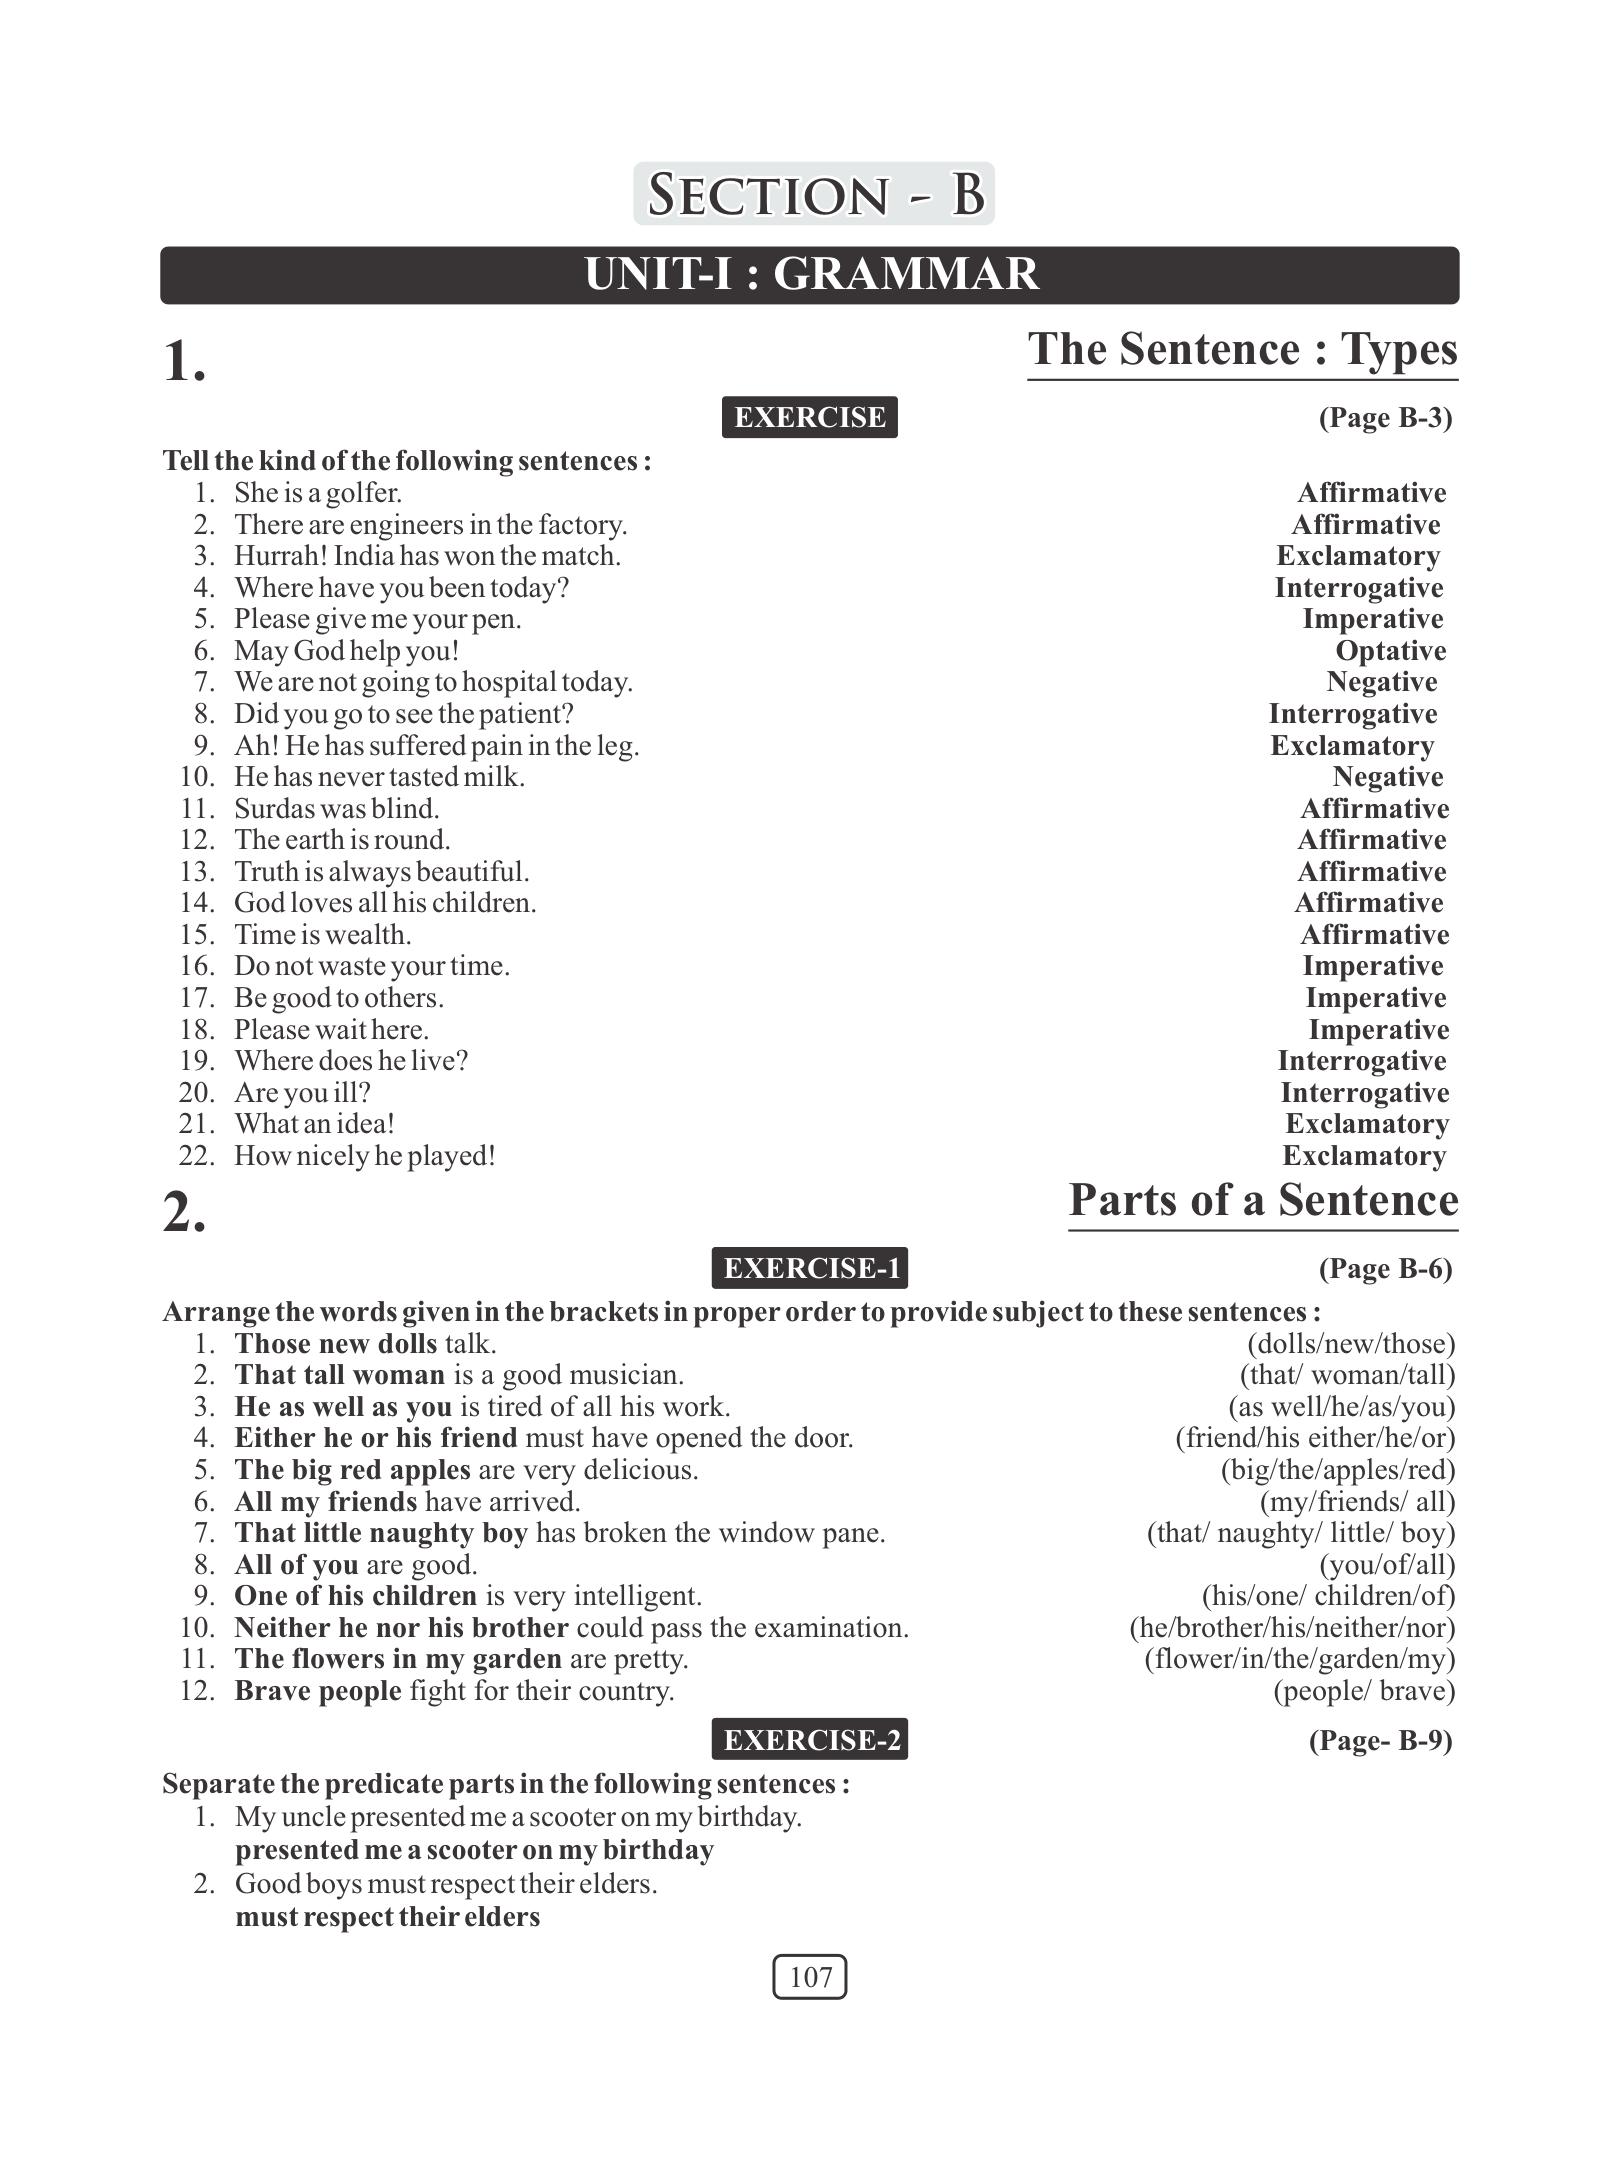 SECTION - B
UNIT-I : GRAMMAR
1. The Sentence : Types
EXERCISE (Page B-3)
Tell the kind of the following sentences :
1. She is a golfer. Affirmative
2. There are engineers in the factory. Affirmative
3. Hurrah! India has won the match. Exclamatory
4. Where have you been today? Interrogative
5. Please give me your pen. Imperative
6. May God help you! Optative
7. We are not going to hospital today. Negative
8. Did you go to see the patient? Interrogative
9. Ah! He has suffered pain in the leg. Exclamatory
10. He has never tasted milk. Negative
11. Surdas was blind. Affirmative
12. The earth is round. Affirmative
13. Truth is always beautiful. Affirmative
14. God loves all his children. Affirmative
15. Time is wealth. Affirmative
16. Do not waste your time. Imperative
17. Be good to others. Imperative
18. Please wait here. Imperative
19. Where does he live? Interrogative
20. Are you ill? Interrogative
21. What an idea! Exclamatory
22. How nicely he played! Exclamatory
2. Parts of a Sentence
EXERCISE-1 (Page B-6)
Arrange the words given in the brackets in proper order to provide subject to these sentences :
1. Those new dolls talk. (dolls/new/those)
2. That tall woman is a good musician. (that/ woman/tall)
3. He as well as you is tired of all his work. (as well/he/as/you)
4. Either he or his friend must have opened the door. (friend/his either/he/or)
5. The big red apples are very delicious. (big/the/apples/red)
6. All my friends have arrived. (my/friends/ all)
7. That little naughty boy has broken the window pane. (that/ naughty/ little/ boy)
8. All of you are good. (you/of/all)
9. One of his children is very intelligent. (his/one/ children/of)
10. Neither he nor his brother could pass the examination. (he/brother/his/neither/nor)
11. The flowers in my garden are pretty. (flower/in/the/garden/my)
12. Brave people fight for their country. (people/ brave)
EXERCISE-2 (Page- B-9)
Separate the predicate parts in the following sentences :
1. My uncle presented me a scooter on my birthday.
presented me a scooter on my birthday
2. Good boys must respect their elders.
must respect their elders
107